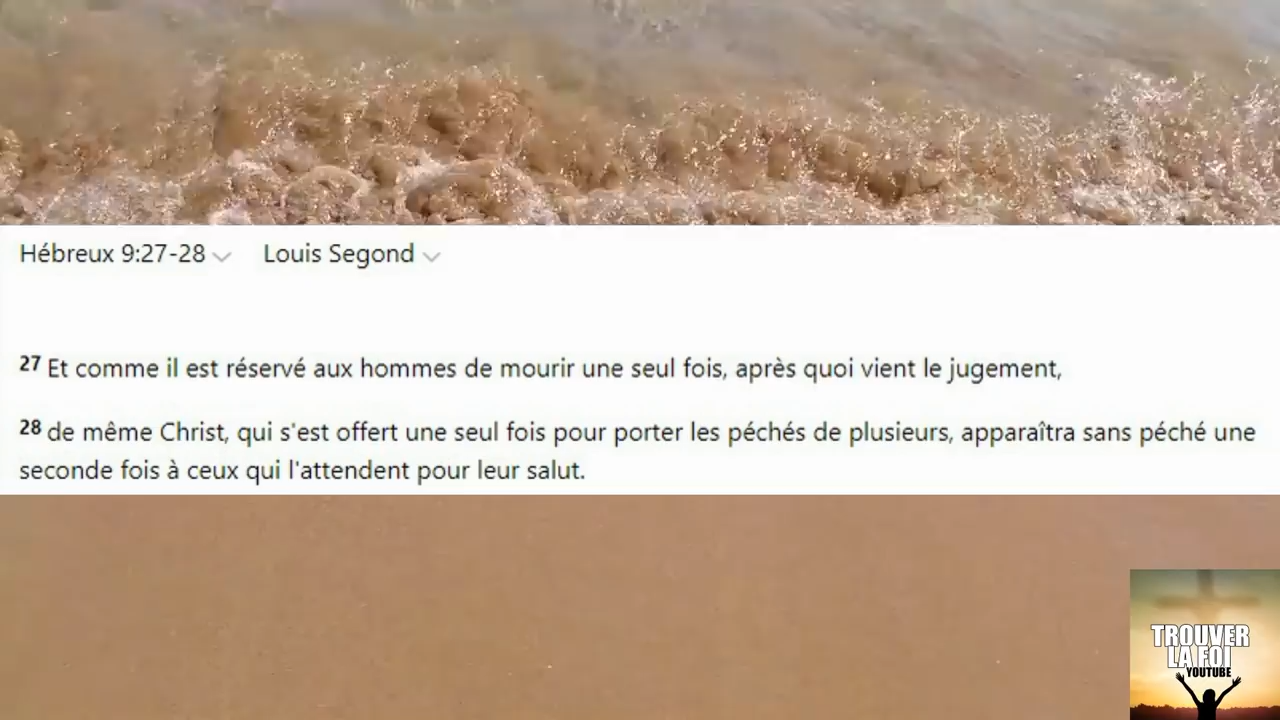 Hébreux 9:27-28 Louis Segond
27 Et comme il est réservé aux hommes de mourir une seul fois, après quoi vient le jugement,
28 de même Christ, qui s'est offert une seul fois pour porter les péchés de plusieurs, apparaîtra sans péché une
seconde fois à ceux qui l'attendent pour leur salut.
TROUVER
LA FOI
YOUTUBE